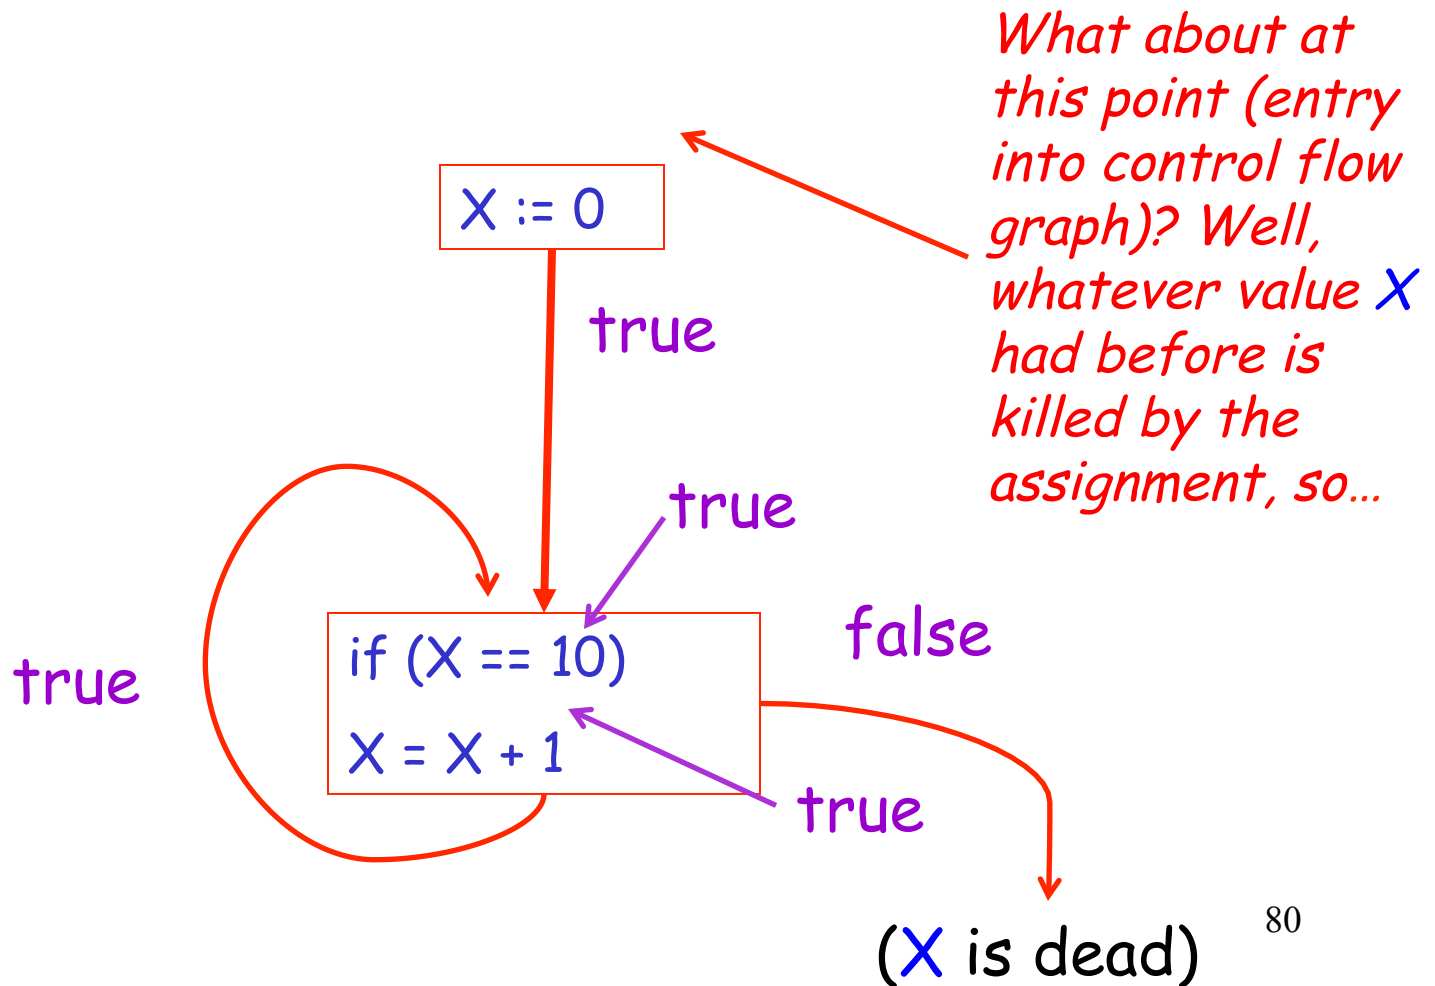 What about at
this point (entry
into control flow
graph)? Well,
whatever value X
had before is
killed by the
assignment, so…
X := 0
true
true
false
true
if (X == 10)
X = X + 1
true
(X is dead)
80